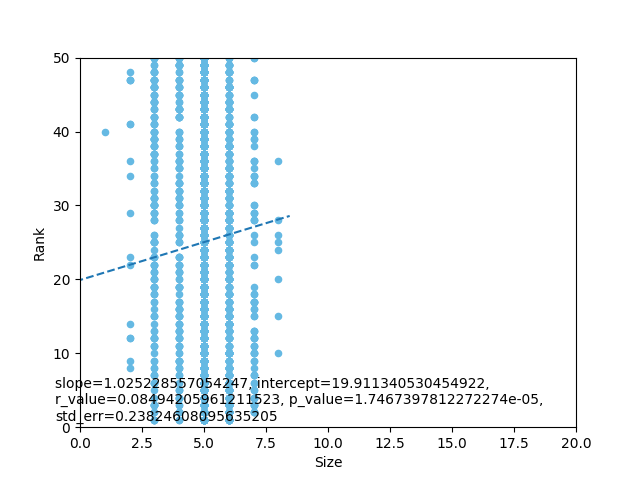 50
40
30
20
10
0
Rank
slope=1.025228557054247, intercept=19.911340530454922,
r_value=0.08494205961211523, p_value=1.7467397812272274e-05,
std_err=0.23824608095635205
0.0 2.5 5.0 7.5 10.0 12.5 15.0 17.5 20.0
Size